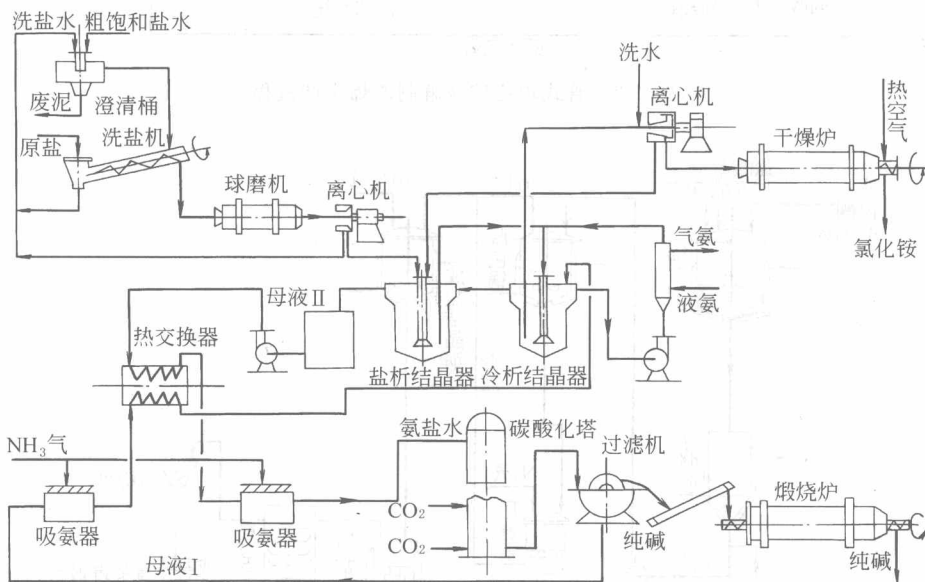 洗盐水 粗饱和盐水
废泥
澄清桶
原盐
洗盐机
球磨机
离心机
洗水
离心机
干燥炉
热空气
氯化铵
气氨
液氨
母液Ⅱ
热交换器
盐析结晶器
冷析结晶器
NH₃气
吸氨器
吸氨器
氨盐水
碳酸化塔
CO₂
CO₂
过滤机
纯碱
煅烧炉
纯碱
母液Ⅰ